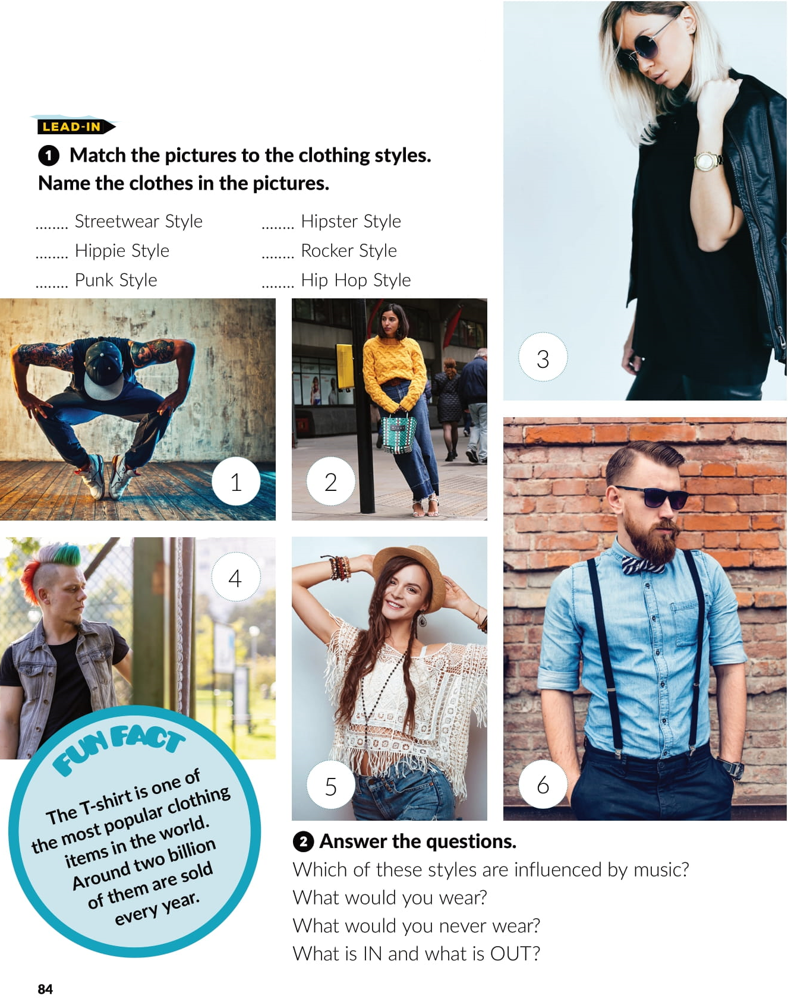 LEAD-IN
1 Match the pictures to the clothing styles.
Name the clothes in the pictures.
........ Streetwear Style
........ Hippie Style
........ Punk Style
........ Hipster Style
........ Rocker Style
........ Hip Hop Style
1
2
3
4
5
6
FUN FACT
The T-shirt is one of
the most popular clothing
items in the world.
Around two billion
of them are sold
every year.
2 Answer the questions.
Which of these styles are influenced by music?
What would you wear?
What would you never wear?
What is IN and what is OUT?
84